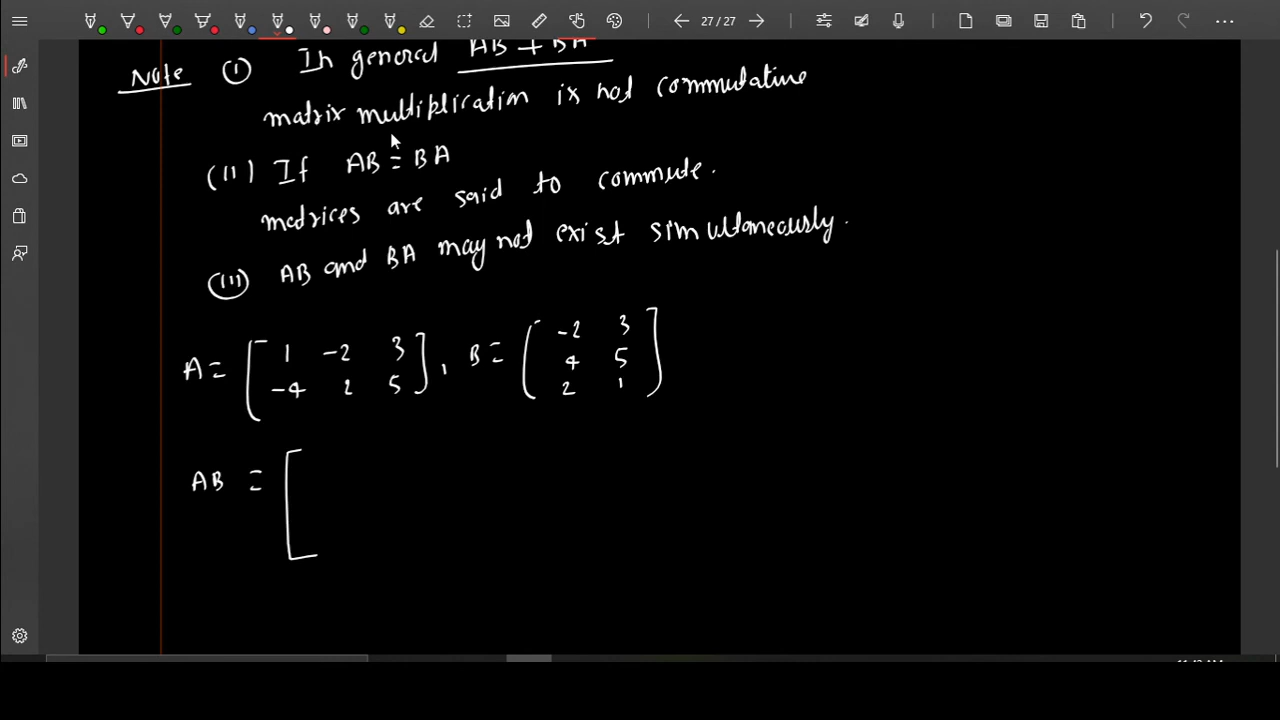 27 / 27
Note (i) In general AB ≠ BA
matrix multiplication is not commutative
(ii) If AB = BA
matrices are said to commute.
(iii) AB and BA may not exist simultaneously.
A = [ 1 -2 3
-4 2 5 ] , B = [ -2 3
4 5
2 1 ]
AB = [